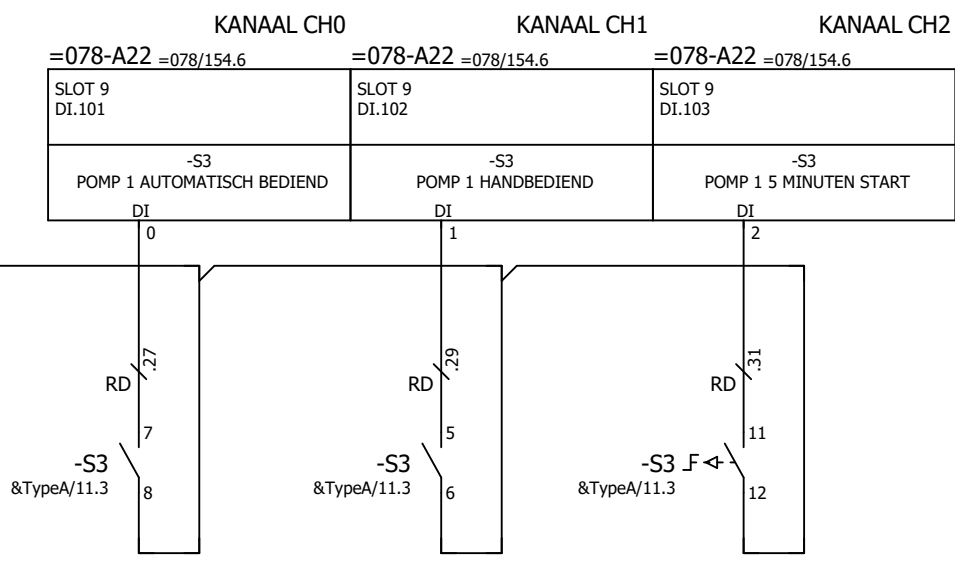 KANAAL CH0
KANAAL CH1
KANAAL CH2
=078-A22 =078/154.6
=078-A22 =078/154.6
=078-A22 =078/154.6
SLOT 9
DI.101
SLOT 9
DI.102
SLOT 9
DI.103
-S3
POMP 1 AUTOMATISCH BEDIEND
-S3
POMP 1 HANDBEDIEND
-S3
POMP 1 5 MINUTEN START
DI
0
DI
1
DI
2
.27
RD
.29
RD
.31
RD
7
-S3
&TypeA/11.3
8
5
-S3
&TypeA/11.3
6
11
-S3
&TypeA/11.3
12